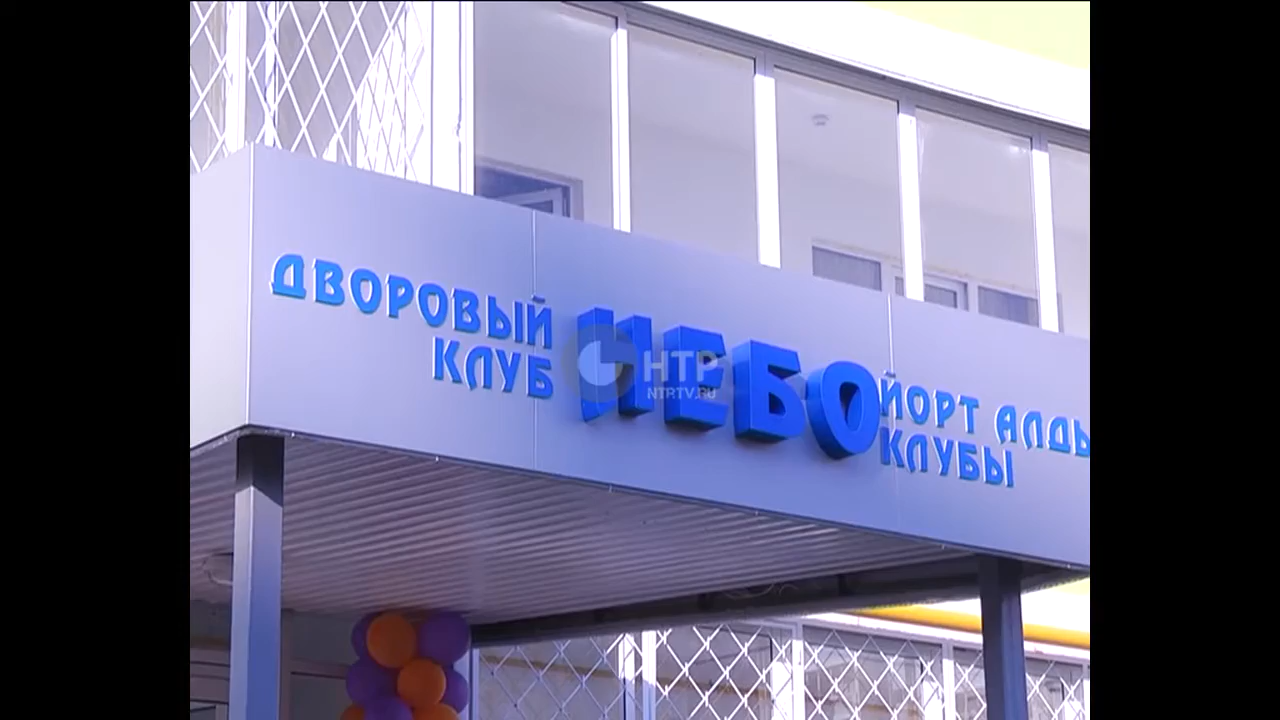 ДВОРОВЫЙ
КЛУБ
НЕБО
ЙОРТ АЛДЫ
КЛУБЫ
НТР
NTRTV.RU